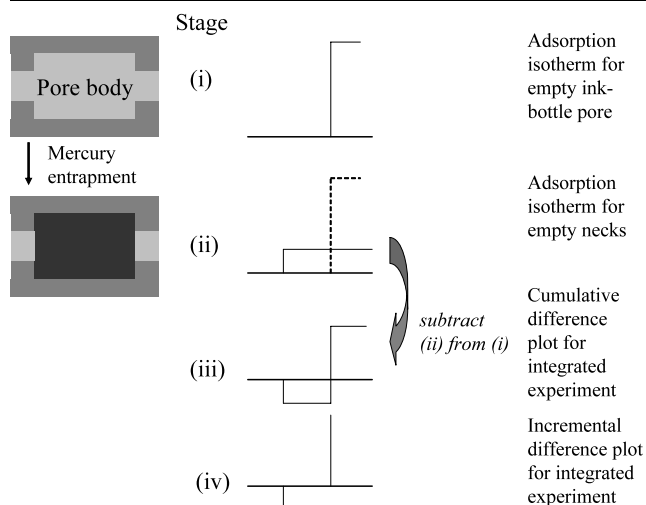 Stage
Pore body
Mercury
entrapment
(i)
Adsorption
isotherm for
empty ink-
bottle pore
(ii)
Adsorption
isotherm for
empty necks
subtract
(ii) from (i)
(iii)
Cumulative
difference
plot for
integrated
experiment
(iv)
Incremental
difference plot
for integrated
experiment